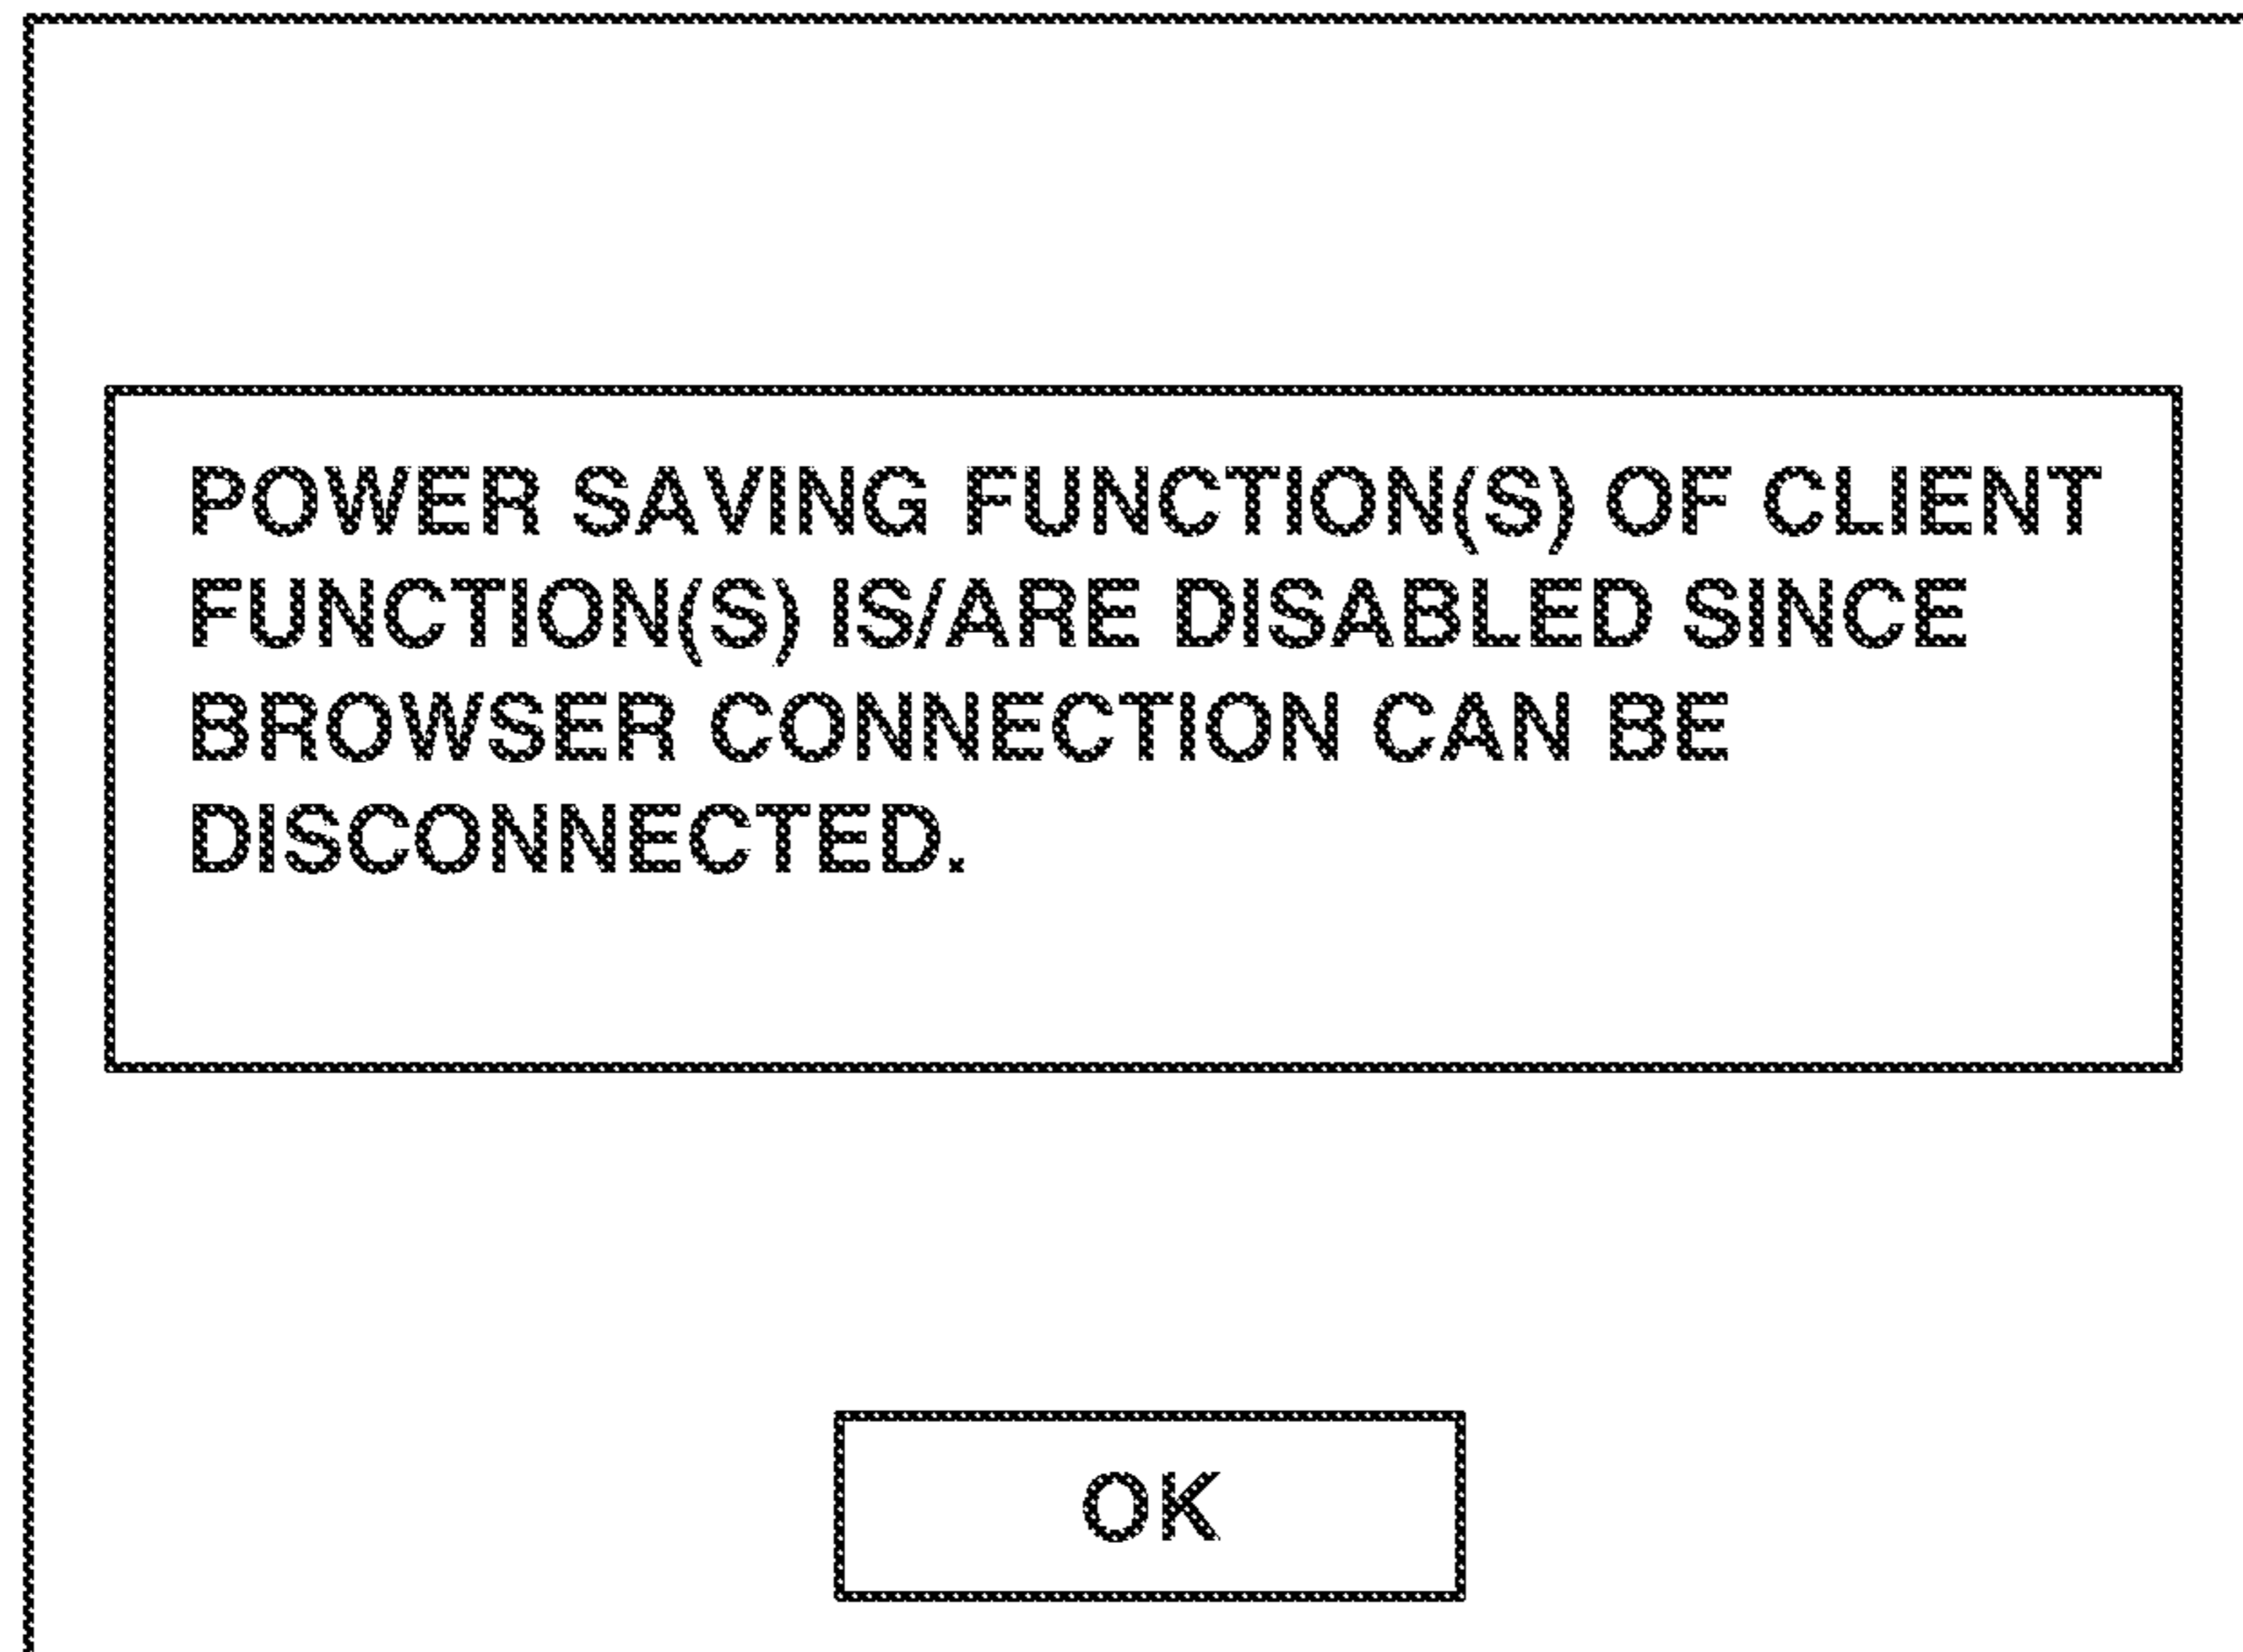 POWER SAVING FUNCTION(S) OF CLIENT
FUNCTION(S) IS/ARE DISABLED SINCE
BROWSER CONNECTION CAN BE
DISCONNECTED.
OK